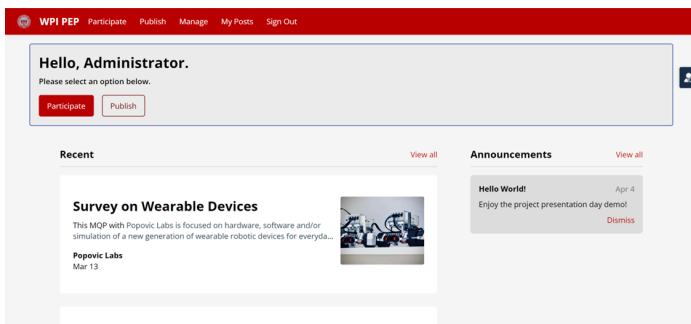 WPI PEP Participate Publish Manage My Posts Sign Out
Hello, Administrator.
Please select an option below.
Participate Publish
Recent View all
Survey on Wearable Devices
This MQP with Popovic Labs is focused on hardware, software and/or
simulation of a new generation of wearable robotic devices for everyda...
Popovic Labs
Mar 13
Announcements View all
Hello World! Apr 4
Enjoy the project presentation day demo!
Dismiss